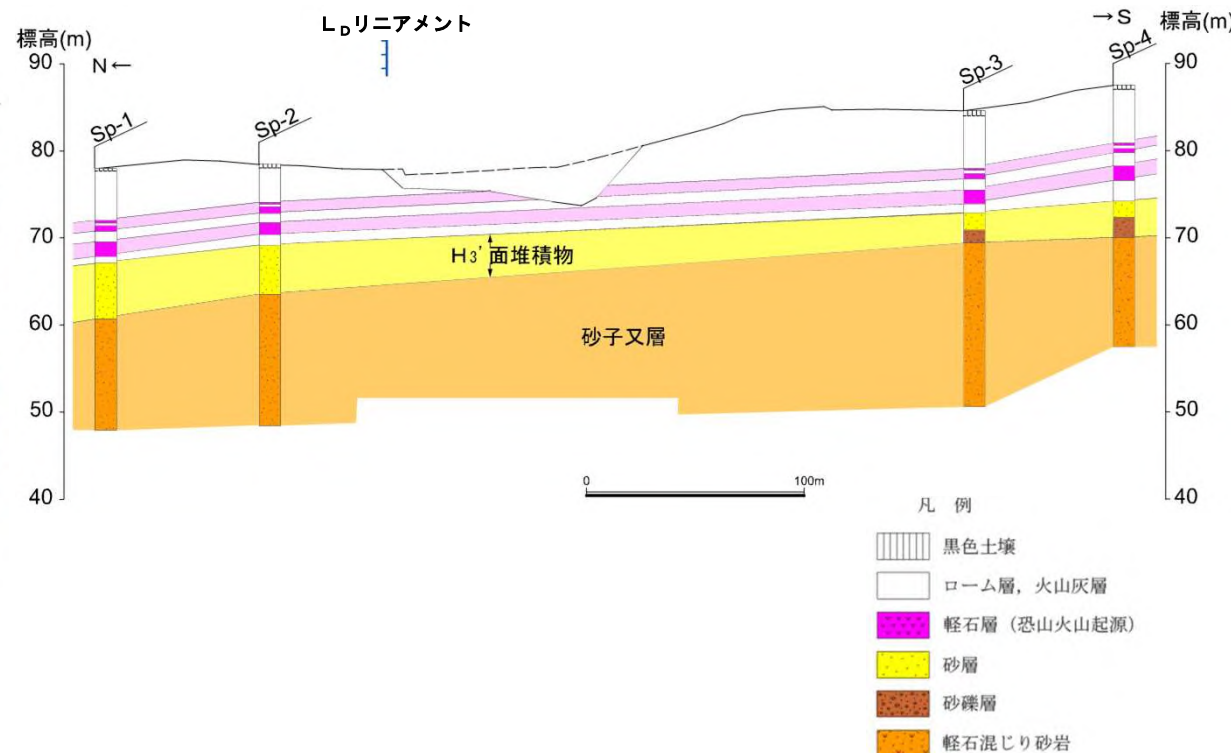 L_D リニアメント
標高(m)
→S
標高(m)
N←
90
80
70
60
50
40
Sp-1
Sp-2
Sp-3
Sp-4
90
80
70
60
50
40
H3'面堆積物
砂子又層
0
100m
凡 例
黒色土壌
ローム層，火山灰層
軽石層（恐山火山起源）
砂層
砂礫層
軽石混じり砂岩